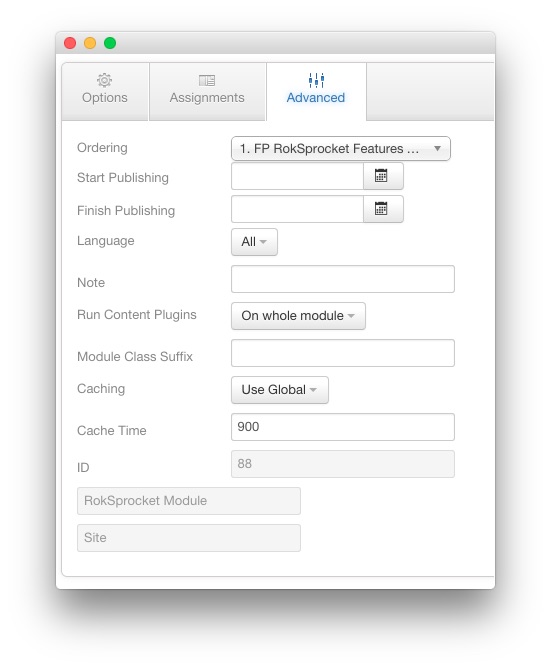 Options
Assignments
Advanced
Ordering
1. FP RokSprocket Features ...
Start Publishing
Finish Publishing
Language
All
Note
Run Content Plugins
On whole module
Module Class Suffix
Caching
Use Global
Cache Time
900
ID
88
RokSprocket Module
Site